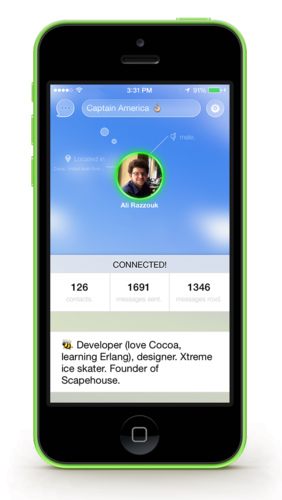 3:31 PM 91%
Captain America
male.
Located in
Ali Razzouk
CONNECTED!
126 1691 1346
contacts. messages sent. messages rcvd.
🐝. Developer (love Cocoa,
learning Erlang), designer. Xtreme
ice skater. Founder of
Scapehouse.